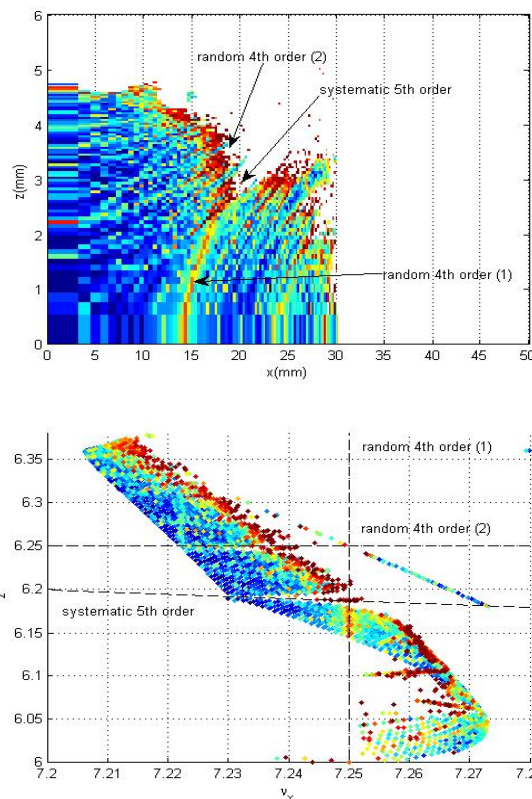 6
5
random 4th order (2)
systematic 5th order
4
z(mm)
3
2
random 4th order (1)
1
0
0 5 10 15 20 25 30 35 40 45 50
x(mm)
6.35
random 4th order (1)
6.3
random 4th order (2)
6.25
6.2
systematic 5th order
6.15
6.1
6.05
6
7.2 7.21 7.22 7.23 7.24 7.25 7.26 7.27
νx